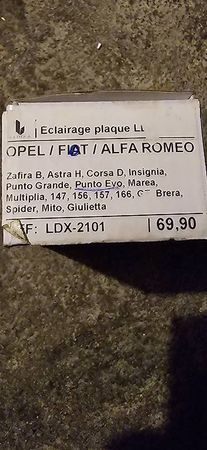 Eclairage plaque
OPEL / FIAT / ALFA ROMEO
Zafira B, Astra H, Corsa D, Insignia,
Punto Grande, Punto Evo, Marea,
Multipla, 147, 156, 157, 166, Brera,
Spider, Mito, Giulietta
LDX-2101 69,90